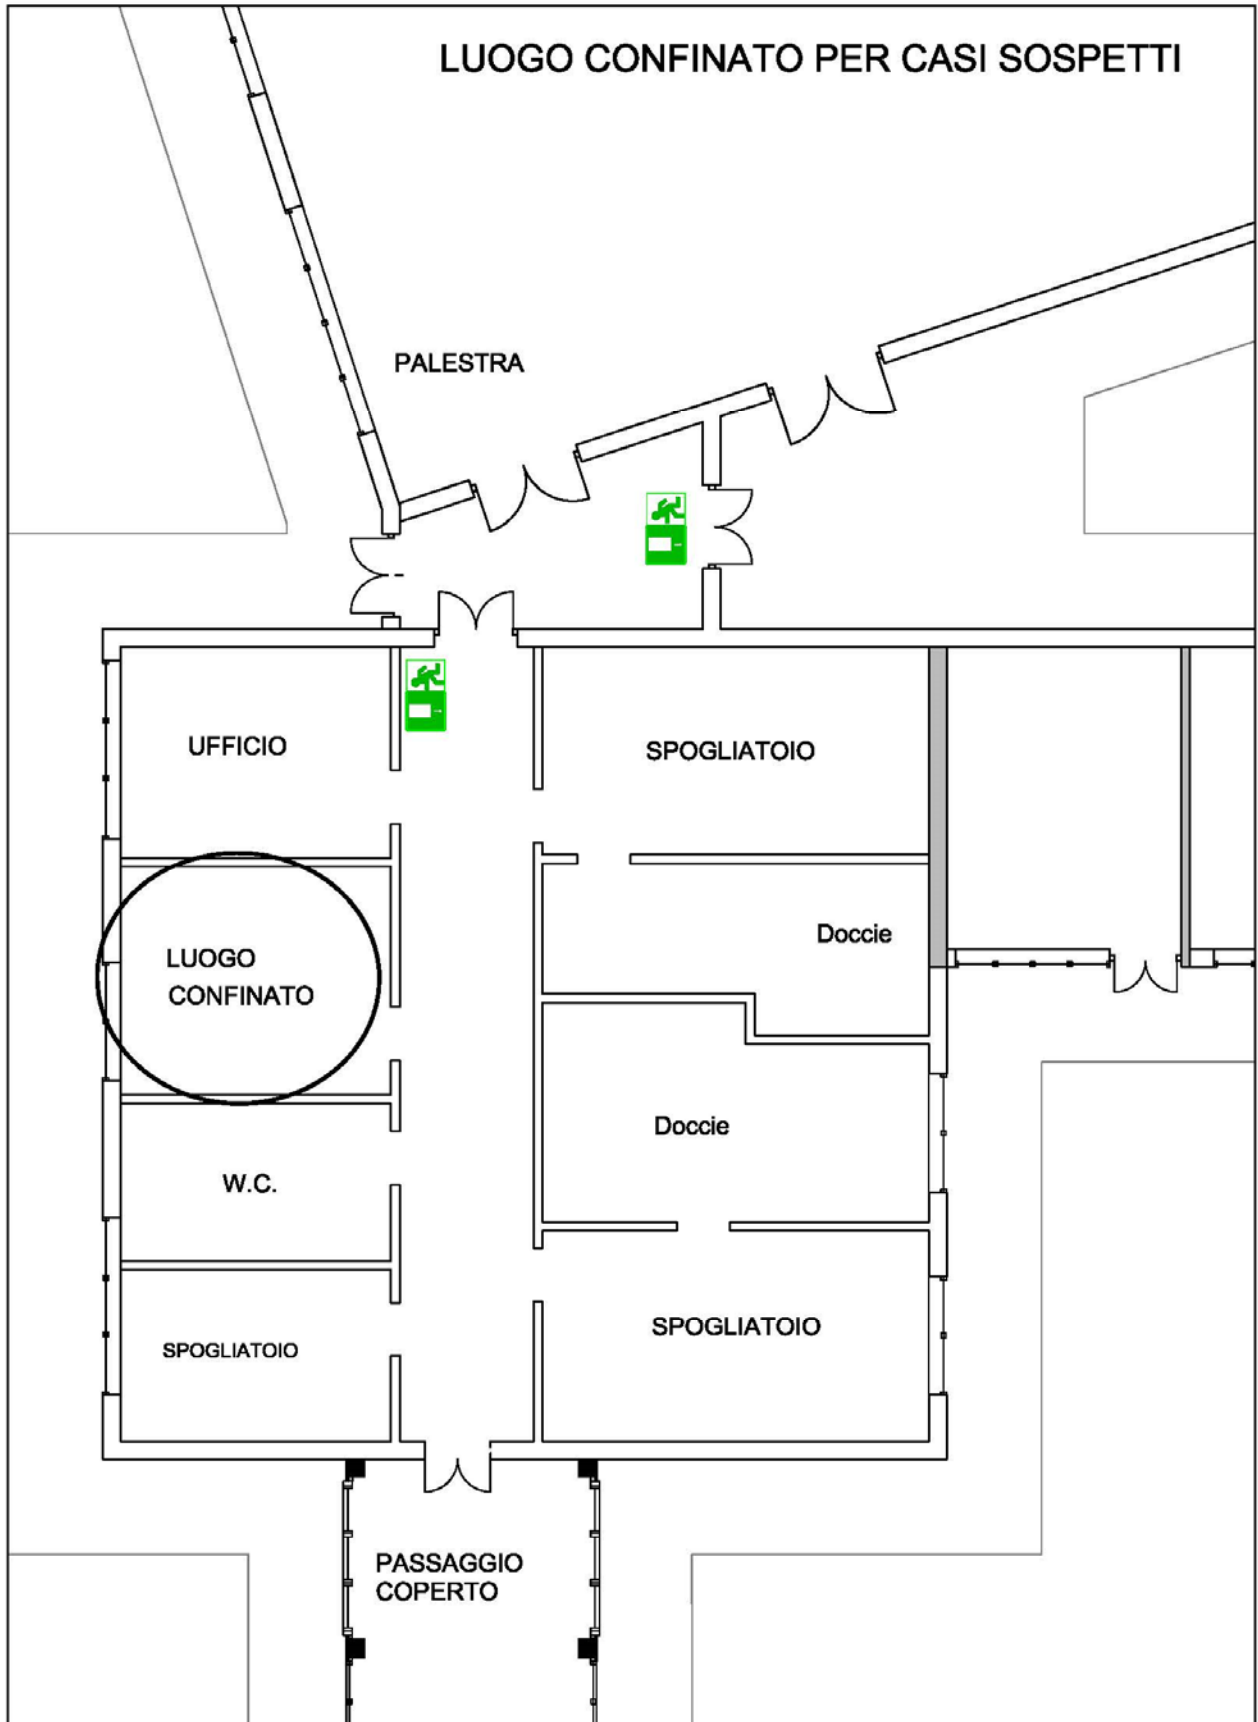 LUOGO CONFINATO PER CASI SOSPETTI
PALESTRA
UFFICIO
SPOGLIATOIO
LUOGO
CONFINATO
Doccie
W.C.
Doccie
SPOGLIATOIO
SPOGLIATOIO
PASSAGGIO
COPERTO